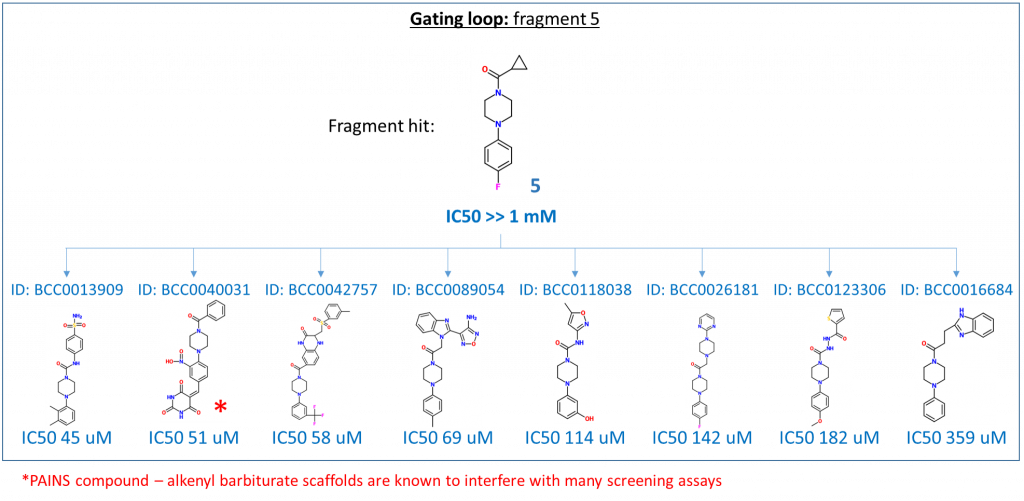 Gating loop: fragment 5
Fragment hit:
O
N
N
F
5
IC50 >> 1 mM
ID: BCC0013909 ID: BCC0040031 ID: BCC0042757 ID: BCC0089054 ID: BCC0118038 ID: BCC0026181 ID: BCC0123306 ID: BCC0016684
*
IC50 45 uM IC50 51 uM IC50 58 uM IC50 69 uM IC50 114 uM IC50 142 uM IC50 182 uM IC50 359 uM
*PAINS compound – alkenyl barbiturate scaffolds are known to interfere with many screening assays